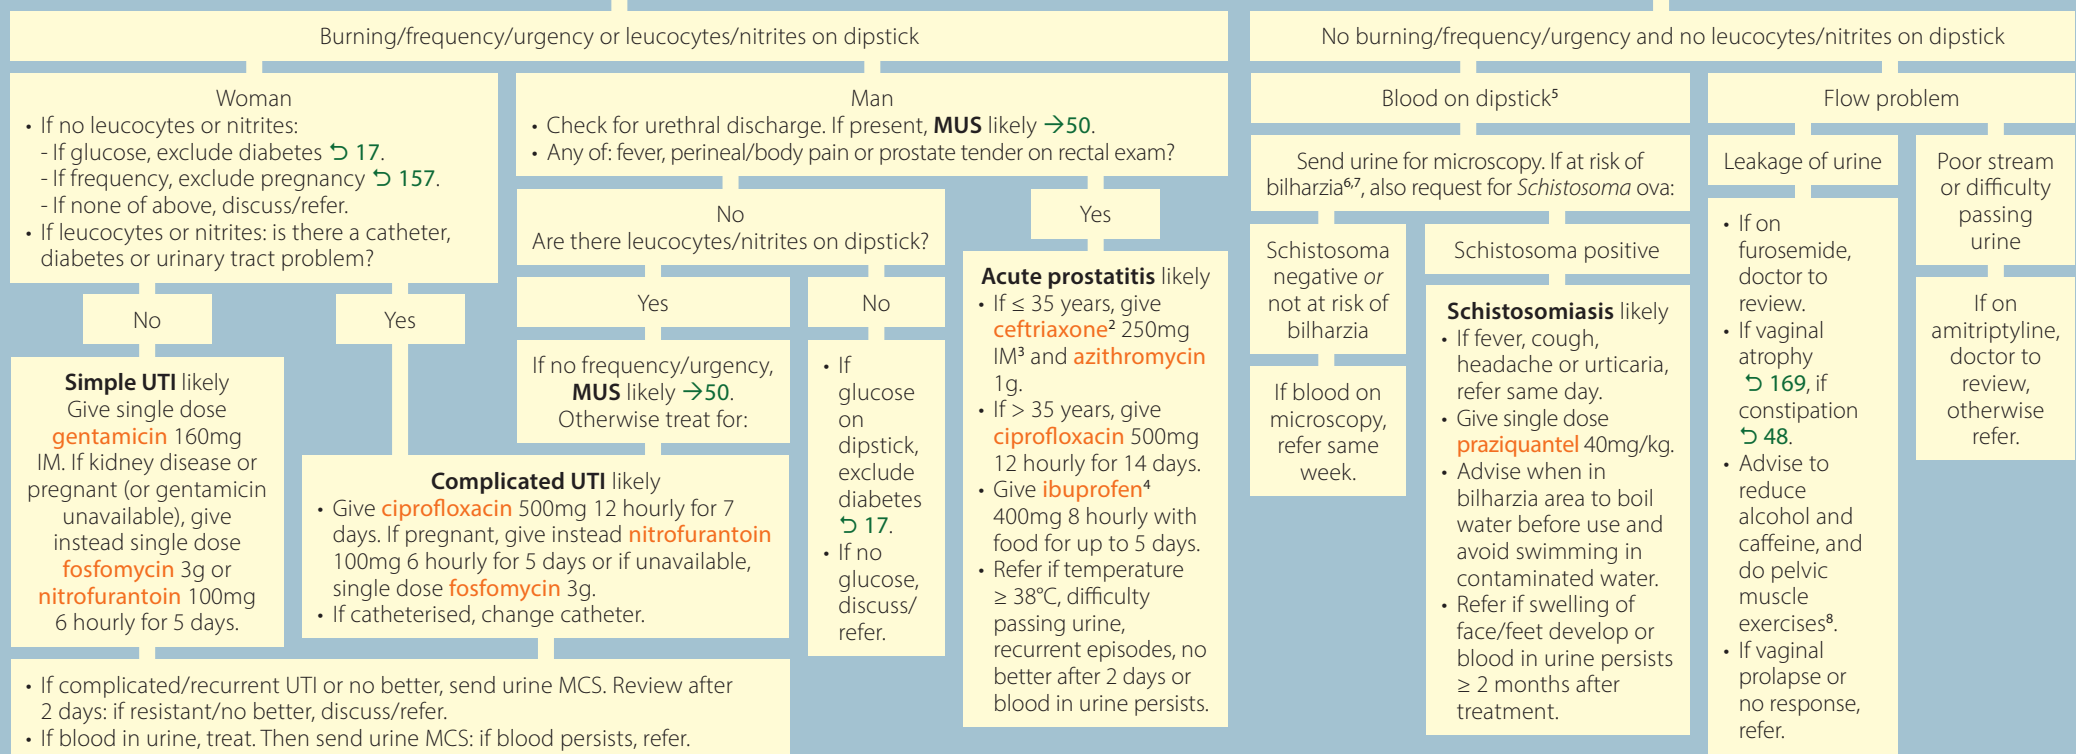 Burning/frequency/urgency or leucocytes/nitrites on dipstick
Woman
• If no leucocytes or nitrites:
- If glucose, exclude diabetes ⮌ 17.
- If frequency, exclude pregnancy ⮌ 157.
- If none of above, discuss/refer.
• If leucocytes or nitrites: is there a catheter,
diabetes or urinary tract problem?
No
Simple UTI likely
Give single dose
gentamicin 160mg
IM. If kidney disease or
pregnant (or gentamicin
unavailable), give
instead single dose
fosfomycin 3g or
nitrofurantoin 100mg
6 hourly for 5 days.
Yes
Man
• Check for urethral discharge. If present, MUS likely →50.
• Any of: fever, perineal/body pain or prostate tender on rectal exam?
No
Are there leucocytes/nitrites on dipstick?
Yes
If no frequency/urgency,
MUS likely →50.
Otherwise treat for:
Complicated UTI likely
• Give ciprofloxacin 500mg 12 hourly for 7
days. If pregnant, give instead nitrofurantoin
100mg 6 hourly for 5 days or if unavailable,
single dose fosfomycin 3g.
• If catheterised, change catheter.
• If complicated/recurrent UTI or no better, send urine MCS. Review after
2 days: if resistant/no better, discuss/refer.
• If blood in urine, treat. Then send urine MCS: if blood persists, refer.
No
• If
glucose
on
dipstick,
exclude
diabetes
⮌ 17.
• If no
glucose,
discuss/
refer.
Yes
Acute prostatitis likely
• If ≤ 35 years, give
ceftriaxone² 250mg
IM³ and azithromycin
1g.
• If > 35 years, give
ciprofloxacin 500mg
12 hourly for 14 days.
• Give ibuprofen⁴
400mg 8 hourly with
food for up to 5 days.
• Refer if temperature
≥ 38°C, difficulty
passing urine,
recurrent episodes, no
better after 2 days or
blood in urine persists.
No burning/frequency/urgency and no leucocytes/nitrites on dipstick
Blood on dipstick⁵
Send urine for microscopy. If at risk of
bilharzia⁶,⁷, also request for Schistosoma ova:
Schistosoma
negative or
not at risk of
bilharzia
If blood on
microscopy,
refer same
week.
Schistosoma positive
Schistosomiasis likely
• If fever, cough,
headache or urticaria,
refer same day.
• Give single dose
praziquantel 40mg/kg.
• Advise when in
bilharzia area to boil
water before use and
avoid swimming in
contaminated water.
• Refer if swelling of
face/feet develop or
blood in urine persists
≥ 2 months after
treatment.
Flow problem
Leakage of urine
• If on
furosemide,
doctor to
review.
• If vaginal
atrophy
⮌ 169, if
constipation
⮌ 48.
• Advise to
reduce
alcohol and
caffeine, and
do pelvic
muscle
exercises⁸.
• If vaginal
prolapse or
no response,
refer.
Poor stream
or difficulty
passing
urine
If on
amitriptyline,
doctor to
review,
otherwise
refer.